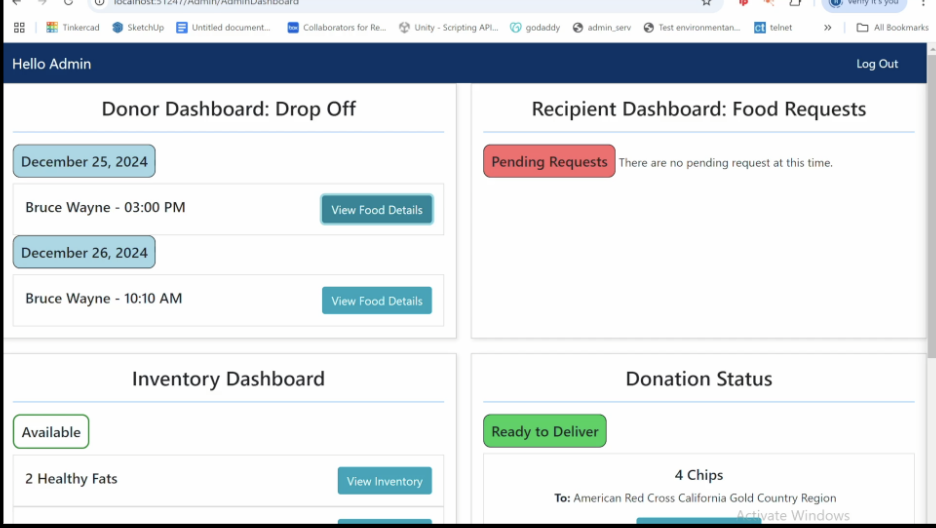 localhost:51247/Admin/AdminDashboard
Verify it's you
Tinkercad
SketchUp
Untitled document...
Collaborators for Re...
Unity - Scripting API...
godaddy
admin_serv
Test environmentan...
ct
telnet
»
All Bookmarks
Hello Admin
Log Out
Donor Dashboard: Drop Off
December 25, 2024
Bruce Wayne - 03:00 PM
View Food Details
December 26, 2024
Bruce Wayne - 10:10 AM
View Food Details
Recipient Dashboard: Food Requests
Pending Requests
There are no pending request at this time.
Inventory Dashboard
Available
2 Healthy Fats
View Inventory
Donation Status
Ready to Deliver
4 Chips
To: American Red Cross California Gold Country Region
Activate Windows